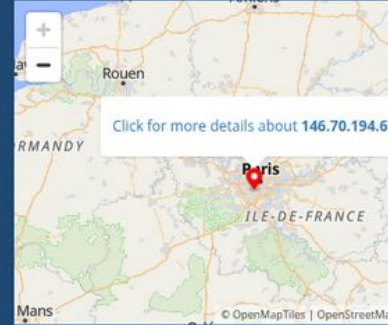 +
−
Rouen
Click for more details about 146.70.194.6
RMANDY
Paris
ILE-DE-FRANCE
Mans
© OpenMapTiles | OpenStreetMa